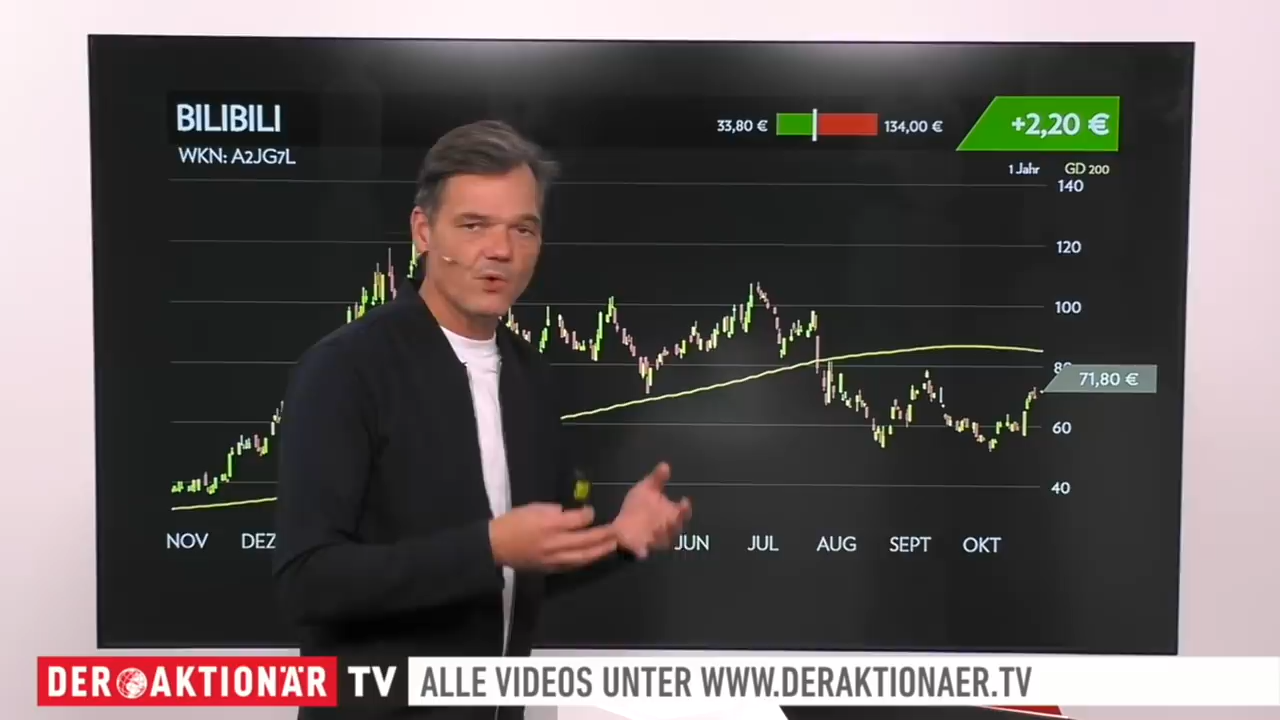 BILIBILI
WKN: A2JG7L
33,80 €
134,00 €
+2,20 €
1 Jahr GD 200
140
120
100
71,80 €
60
40
NOV DEZ JUN JUL AUG SEPT OKT
DER AKTIONÄR TV
ALLE VIDEOS UNTER WWW.DERAKTIONAER.TV